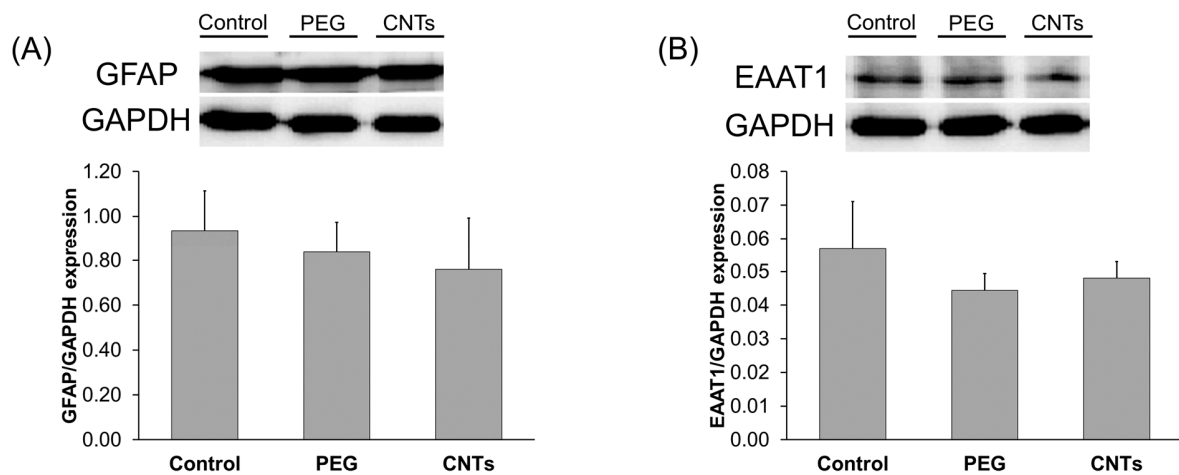 (A)
Control PEG CNTs
GFAP
GAPDH
GFAP/GAPDH expression
1.20
1.00
0.80
0.60
0.40
0.20
0.00
Control PEG CNTs
(B)
Control PEG CNTs
EAAT1
GAPDH
EAAT1/GAPDH expression
0.08
0.07
0.06
0.05
0.04
0.03
0.02
0.01
0.00
Control PEG CNTs